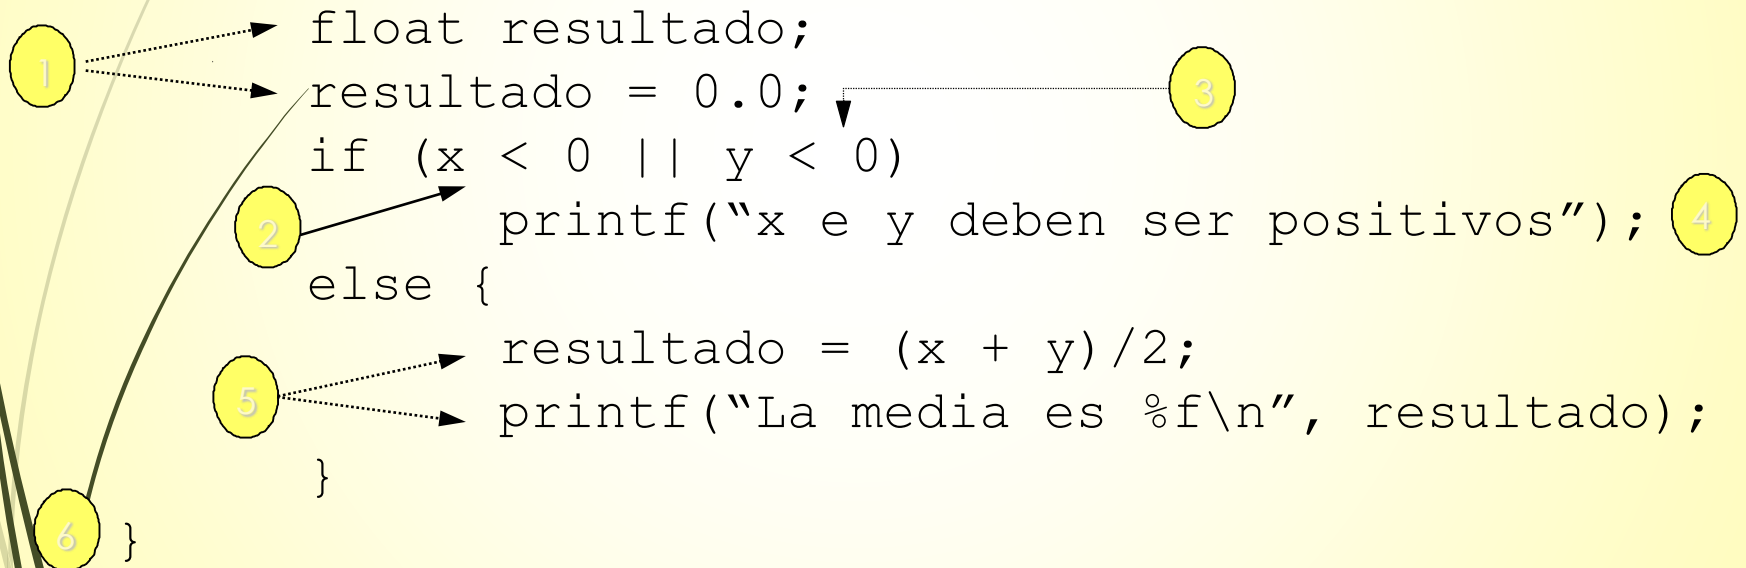 float resultado;
1
resultado = 0.0;
3
if (x < 0 || y < 0)
2
printf(“x e y deben ser positivos”);
4
else {
resultado = (x + y)/2;
5
printf(“La media es %f\n”, resultado);
}
6
}